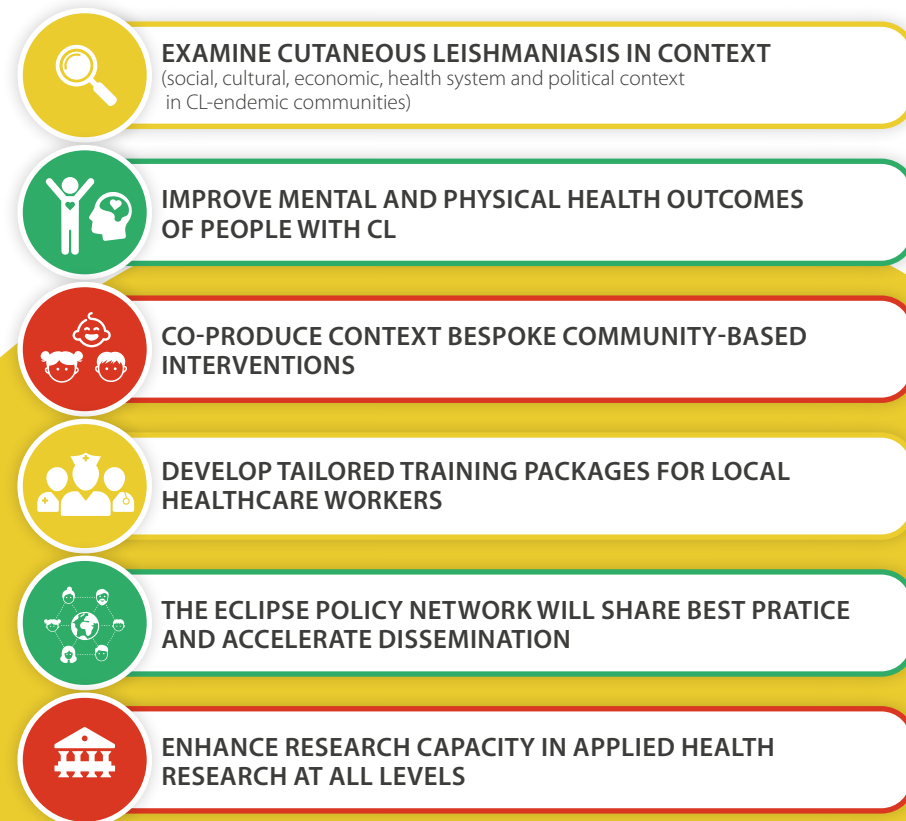 EXAMINE CUTANEOUS LEISHMANIASIS IN CONTEXT
(social, cultural, economic, health system and political context
in CL-endemic communities)
IMPROVE MENTAL AND PHYSICAL HEALTH OUTCOMES
OF PEOPLE WITH CL
CO-PRODUCE CONTEXT BESPOKE COMMUNITY-BASED
INTERVENTIONS
DEVELOP TAILORED TRAINING PACKAGES FOR LOCAL
HEALTHCARE WORKERS
THE ECLIPSE POLICY NETWORK WILL SHARE BEST PRATICE
AND ACCELERATE DISSEMINATION
ENHANCE RESEARCH CAPACITY IN APPLIED HEALTH
RESEARCH AT ALL LEVELS